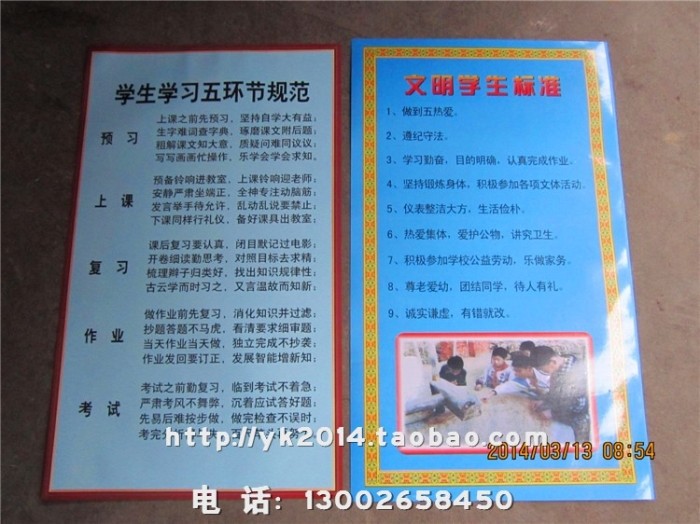 学生学习五环节规范
预习
上课之前先预习，坚持自学大有益；
生字难词查字典，琢磨课文附后题；
粗解课文知大意，质疑问难同议议；
写写画画忙操作，乐学会学会求知。
上课
预备铃响进教室，上课铃响迎老师；
安静严肃坐端正，全神专注动脑筋；
发言举手待允许，乱动乱说要禁止；
下课同样行礼仪，备好课具出教室；
复习
课后复习要认真，闭目默记过电影；
开卷细读勤思考，对照目标去求精；
梳理辫子归类好，找出知识规律性；
古云学而时习之，又言温故而知新；
作业
做作业前先复习，消化知识并过滤；
抄题答题不马虎，看清要求细审题；
当天作业当天做，独立完成不抄袭；
作业发回要订正，发展智能增新知；
考试
考试之前勤复习，临到考试不着急；
严肃考风不舞弊，沉着应试答好题；
先易后难按步做，做完检查不误时；
考完分
文明学生标准
1、做到五热爱。
2、遵纪守法。
3、学习勤奋，目的明确，认真完成作业。
4、坚持锻炼身体，积极参加各项文体活动。
5、仪表整洁大方，生活俭朴。
6、热爱集体，爱护公物，讲究卫生。
7、积极参加学校公益劳动，乐做家务。
8、尊老爱幼，团结同学，待人有礼。
9、诚实谦虚，有错就改。
http://yk2014.taobao.com
2014/03/13 08:54
电 话：13002658450